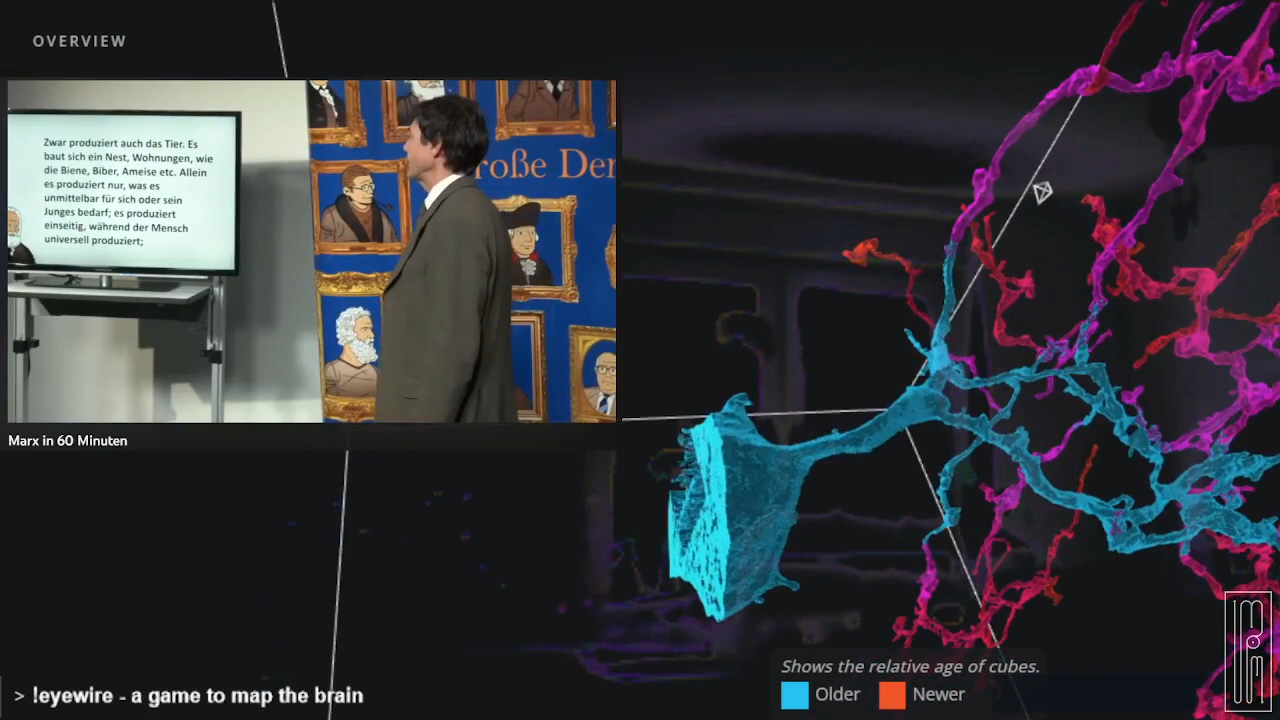 OVERVIEW
Zwar produziert auch das Tier. Es
baut sich ein Nest, Wohnungen, wie
die Biene, Biber, Ameise etc. Allein
es produziert nur, was es
unmittelbar für sich oder sein
Junges bedarf; es produziert
einseitig, während der Mensch
universell produziert;
roße Der
Marx in 60 Minuten
Shows the relative age of cubes.
Older Newer
> !eyewire - a game to map the brain